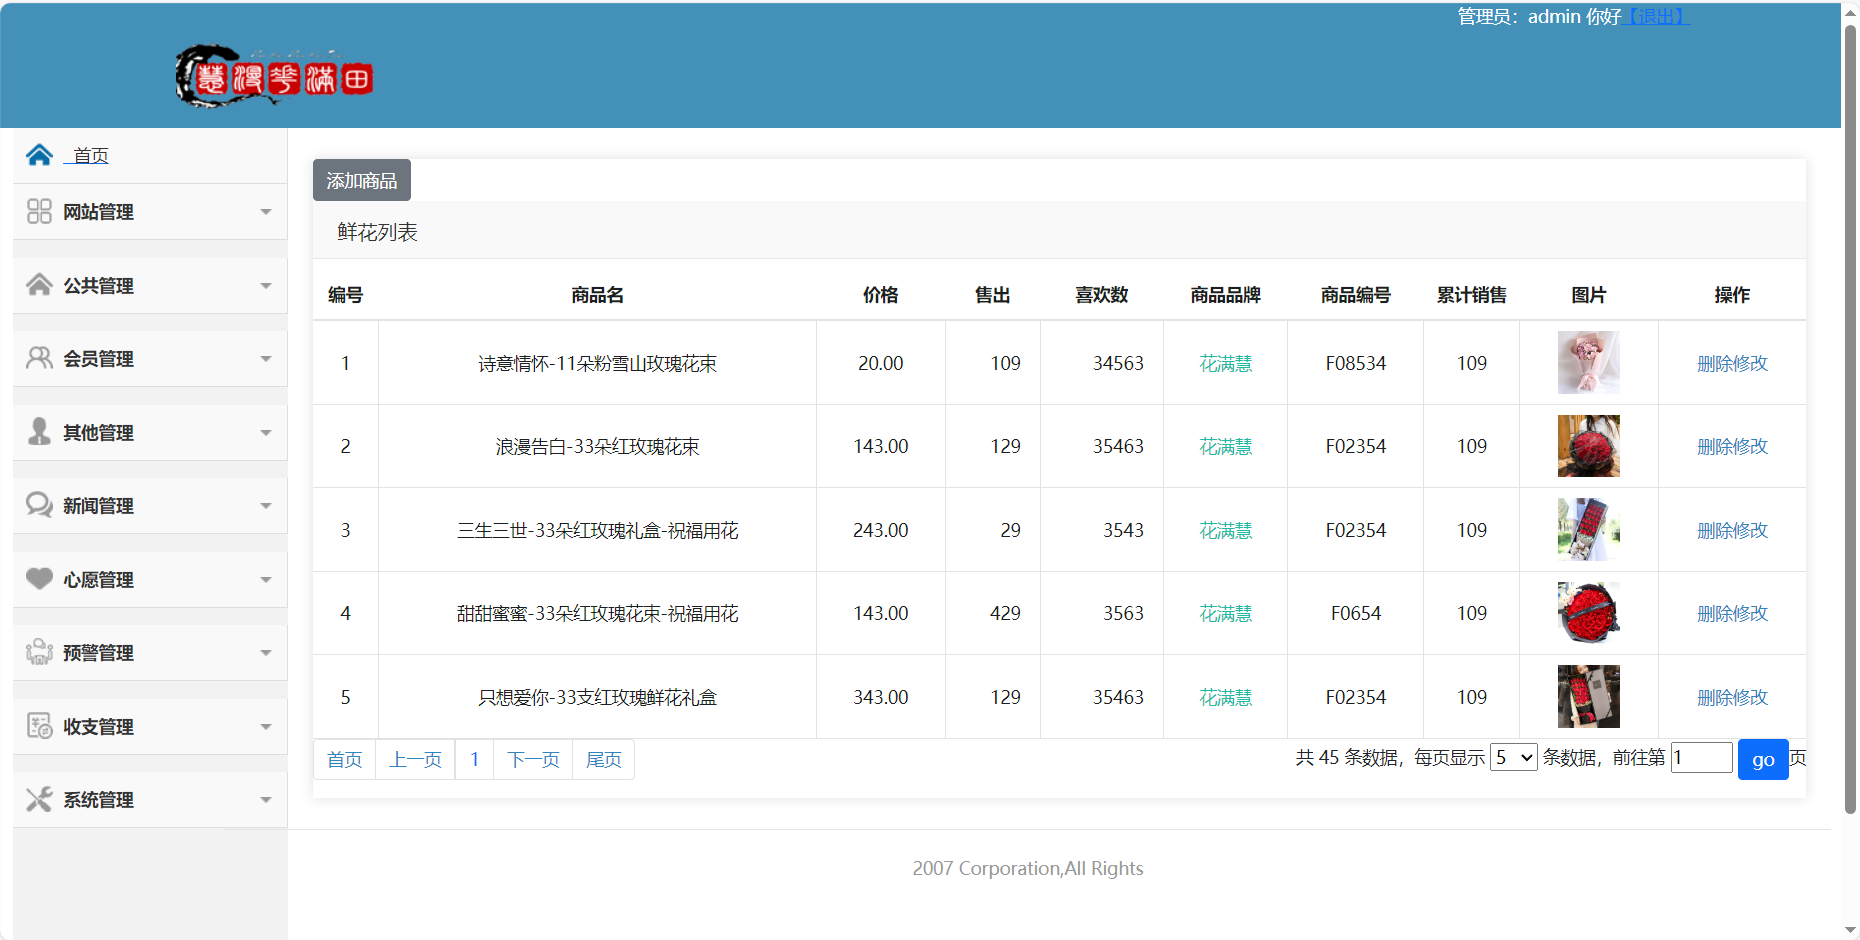 管理员：admin 你好【退出】
慧漫花滿田
首页
网站管理
公共管理
会员管理
其他管理
新闻管理
心愿管理
预警管理
收支管理
系统管理
添加商品
鲜花列表
编号 商品名 价格 售出 喜欢数 商品品牌 商品编号 累计销售 图片 操作
1 诗意情怀-11朵粉雪山玫瑰花束 20.00 109 34563 花满慧 F08534 109 删除修改
2 浪漫告白-33朵红玫瑰花束 143.00 129 35463 花满慧 F02354 109 删除修改
3 三生三世-33朵红玫瑰礼盒-祝福用花 243.00 29 3543 花满慧 F02354 109 删除修改
4 甜甜蜜蜜-33朵红玫瑰花束-祝福用花 143.00 429 3563 花满慧 F0654 109 删除修改
5 只想爱你-33支红玫瑰鲜花礼盒 343.00 129 35463 花满慧 F02354 109 删除修改
首页 上一页 1 下一页 尾页 共 45 条数据，每页显示 5 条数据，前往第 1 go 页
2007 Corporation,All Rights